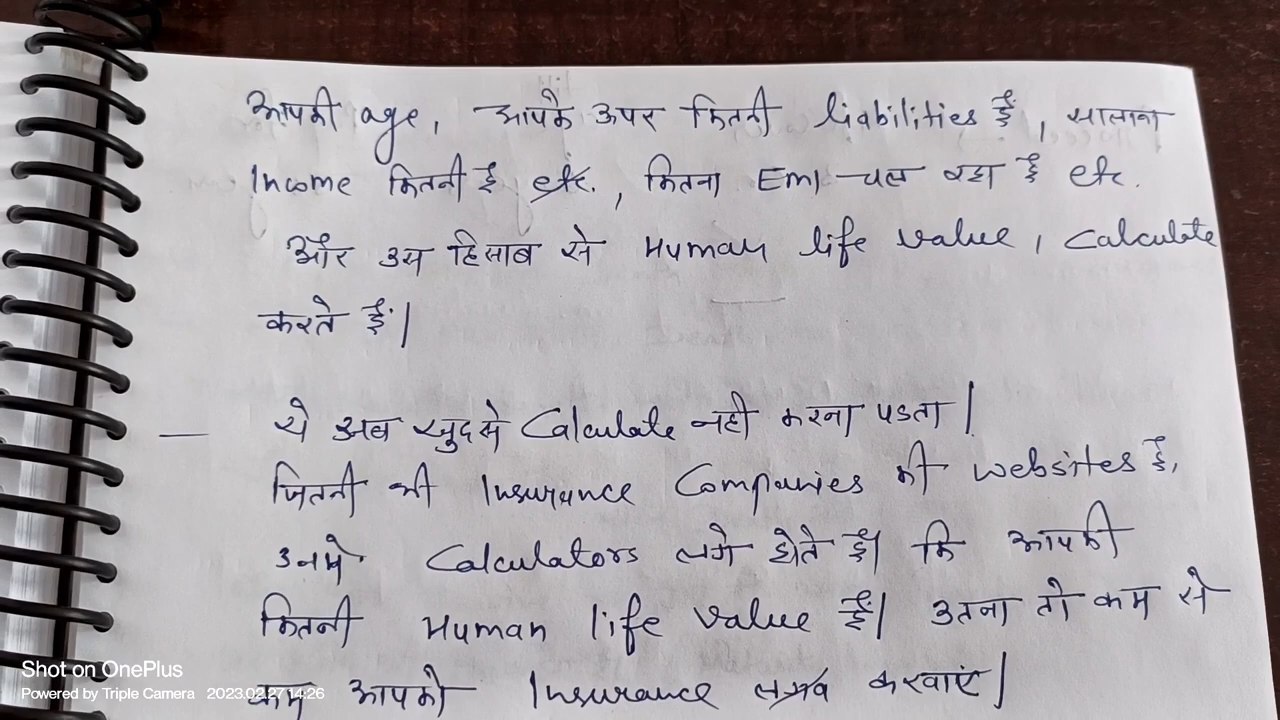 आपकी age, आपके ऊपर कितनी liabilities हैं, सालाना
Income कितनी है etc., कितना Emi चल रहा है etc.
और उस हिसाब से Human life value, Calculate
करते हैं|
— ये अब खुदसे Calculate नही करना पडता|
जितनी भी Insurance Companies की websites है,
उनमे Calculators लगे होते हैं| कि आपकी
कितनी Human life value हैं| उतना तो कम से
कम आपको Insurance करवाएं|
Shot on OnePlus
Powered by Triple Camera 2023.02.27 14:26